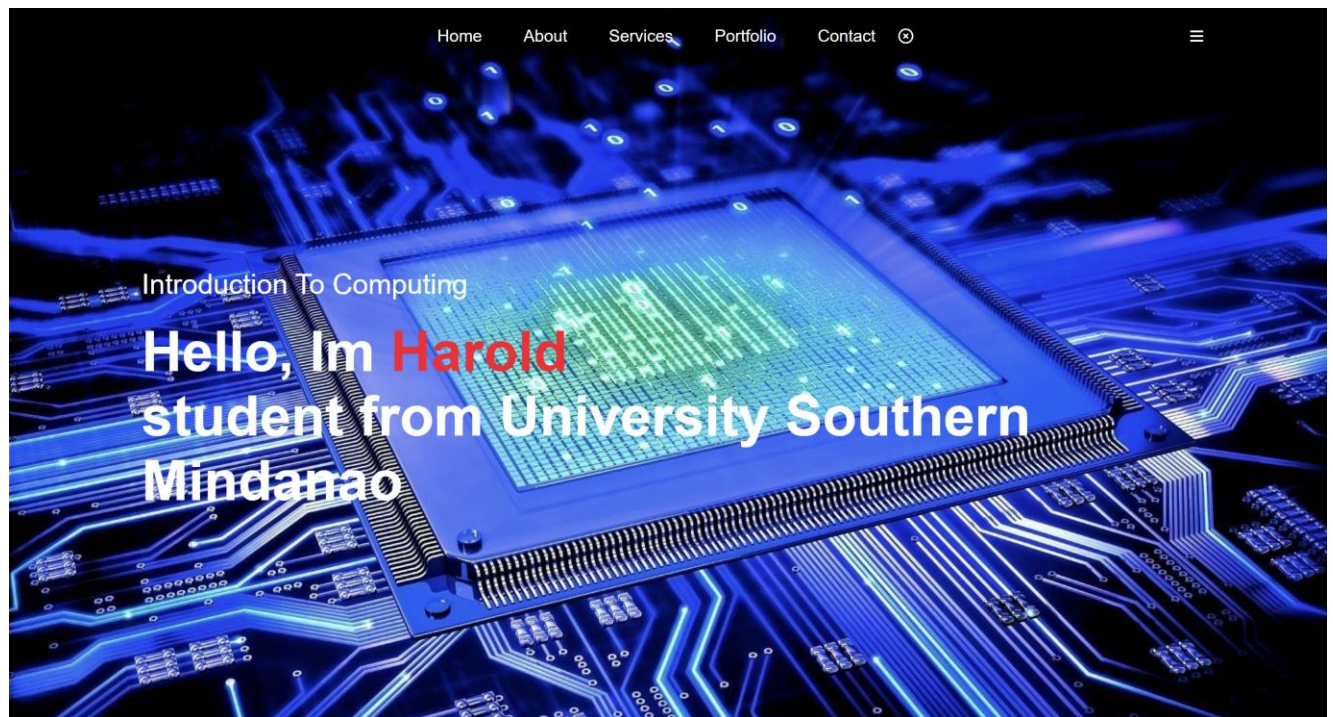 Home About Services Portfolio Contact
Introduction To Computing
Hello, Im Harold
student from University Southern
Mindanao